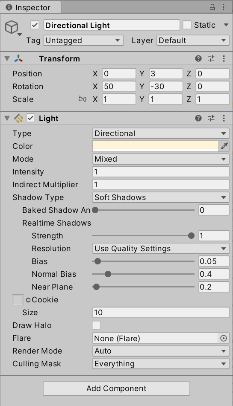 Inspector
Directional Light Static
Tag Untagged Layer Default
Transform
Position X 0 Y 3 Z 0
Rotation X 50 Y -30 Z 0
Scale X 1 Y 1 Z 1
Light
Type Directional
Color
Mode Mixed
Intensity 1
Indirect Multiplier 1
Shadow Type Soft Shadows
Baked Shadow An 0
Realtime Shadows
Strength 1
Resolution Use Quality Settings
Bias 0.05
Normal Bias 0.4
Near Plane 0.2
Cookie
Size 10
Draw Halo
Flare None (Flare)
Render Mode Auto
Culling Mask Everything
Add Component